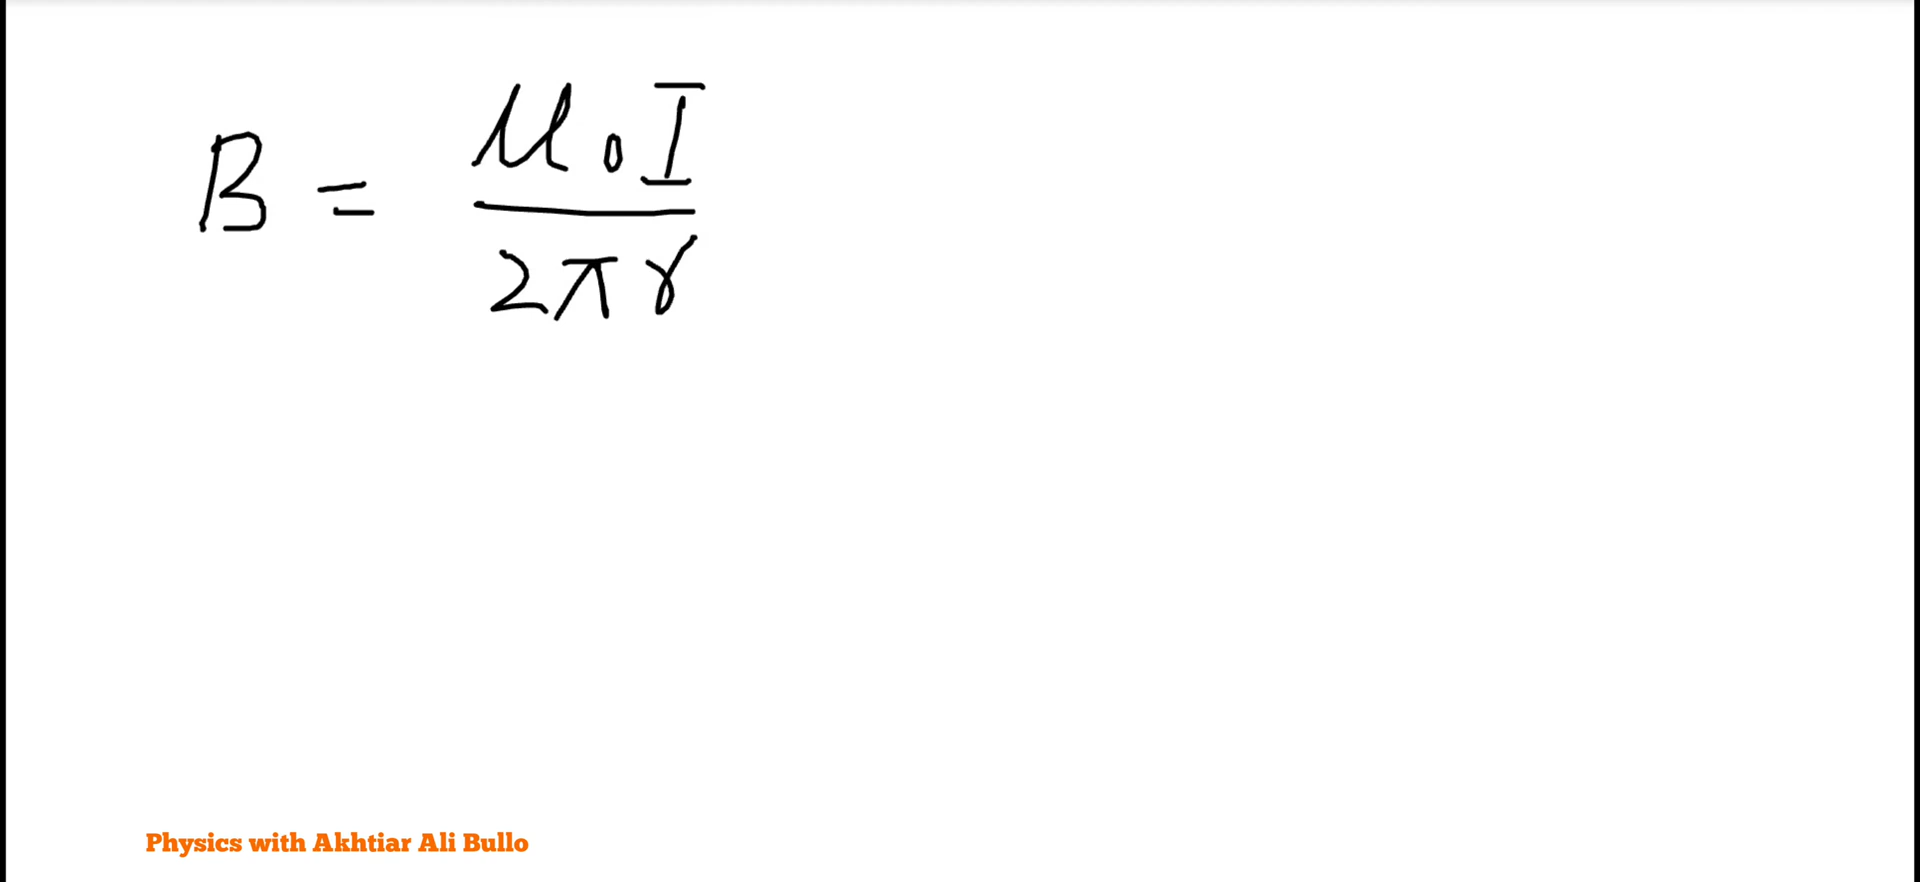 B = μ₀I / 2πr
Physics with Akhtiar Ali Bullo